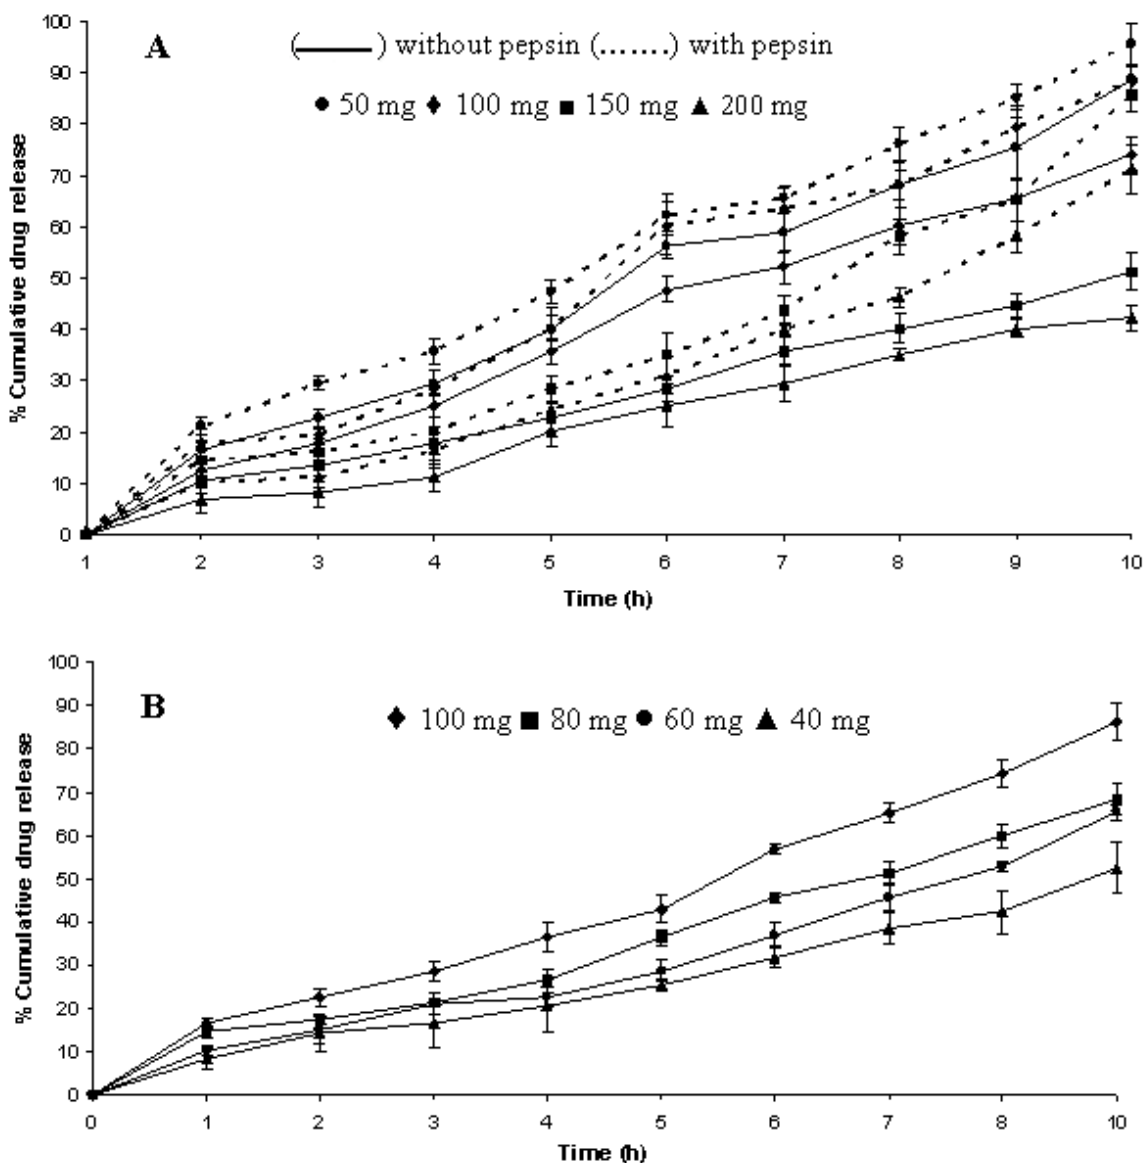 100
90
80
70
60
50
40
30
20
10
0
% Cumulative drug release
A
(——) without pepsin (.......) with pepsin
● 50 mg ♦ 100 mg ■ 150 mg ▲ 200 mg
1 2 3 4 5 6 7 8 9 10
Time (h)
100
90
80
70
60
50
40
30
20
10
0
% Cumulative drug release
B
♦ 100 mg ■ 80 mg ● 60 mg ▲ 40 mg
0 1 2 3 4 5 6 7 8 9 10
Time (h)